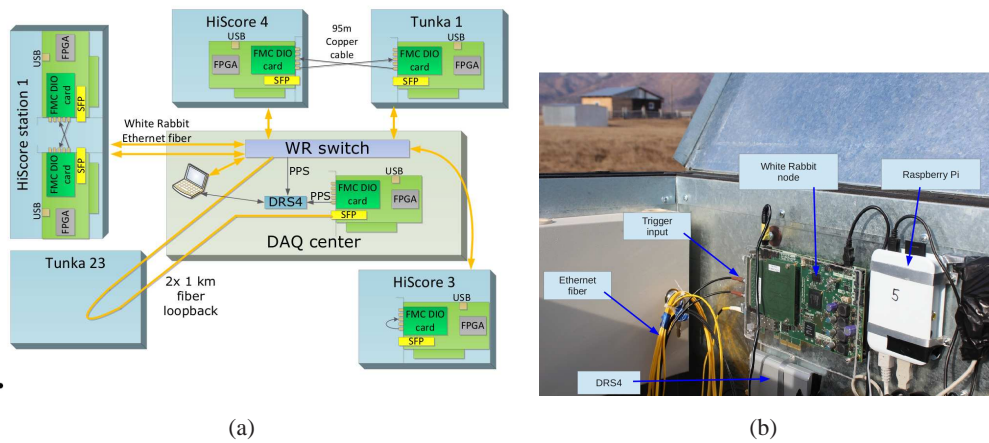 HiScore 4
USB
FPGA
FMC DIO
card
SFP
95m
Copper
cable
Tunka 1
USB
FMC DIO
card
FPGA
SFP
HiScore station 1
USB
FPGA
FMC DIO
card
SFP
FMC DIO
card
SFP
USB
FPGA
White Rabbit
Ethernet fiber
WR switch
PPS
DRS4
PPS
USB
FMC DIO
card
FPGA
SFP
DAQ center
Tunka 23
2x 1 km
fiber
loopback
HiScore 3
USB
FMC DIO
card
FPGA
SFP
(a)
White Rabbit
node
Raspberry Pi
Trigger
input
Ethernet
fiber
5
DRS4
(b)